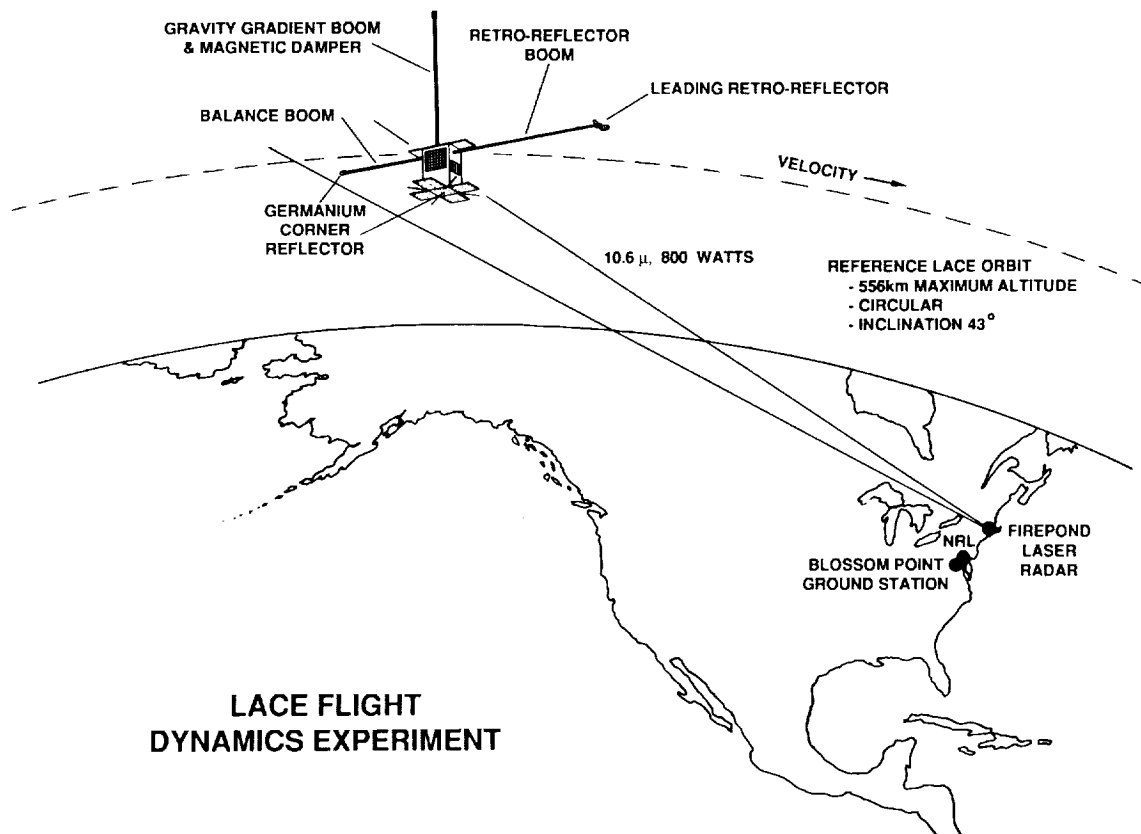 GRAVITY GRADIENT BOOM
& MAGNETIC DAMPER
RETRO-REFLECTOR
BOOM
LEADING RETRO-REFLECTOR
BALANCE BOOM
VELOCITY
GERMANIUM
CORNER
REFLECTOR
10.6 μ, 800 WATTS
REFERENCE LACE ORBIT
- 556km MAXIMUM ALTITUDE
- CIRCULAR
- INCLINATION 43°
NRL
FIREPOND
LASER
RADAR
BLOSSOM POINT
GROUND STATION
LACE FLIGHT
DYNAMICS EXPERIMENT